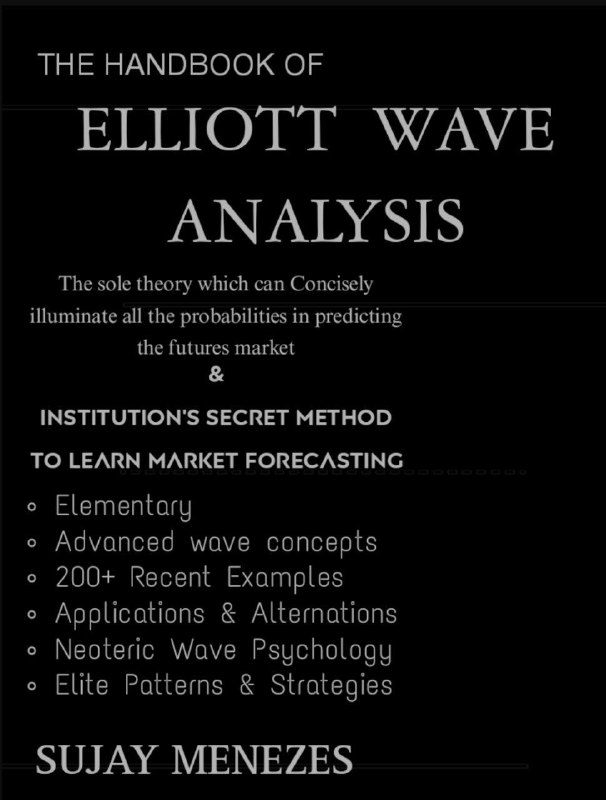 THE HANDBOOK OF
ELLIOTT WAVE
ANALYSIS
The sole theory which can Concisely
illuminate all the probabilities in predicting
the futures market
&
INSTITUTION'S SECRET METHOD
TO LEARN MARKET FORECASTING
Elementary
Advanced wave concepts
200+ Recent Examples
Applications & Alternations
Neoteric Wave Psychology
Elite Patterns & Strategies
SUJAY MENEZES